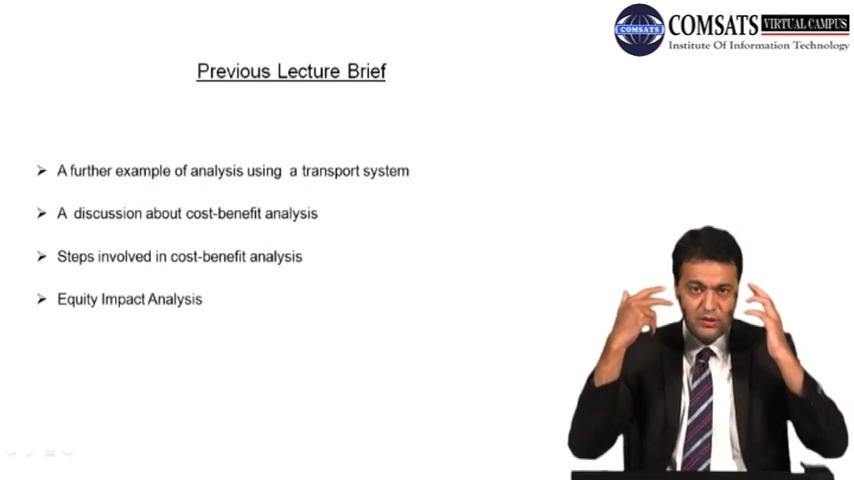 COMSATS VIRTUAL CAMPUS
COMSATS
Institute Of Information Technology
Previous Lecture Brief
➢ A further example of analysis using a transport system
➢ A discussion about cost-benefit analysis
➢ Steps involved in cost-benefit analysis
➢ Equity Impact Analysis